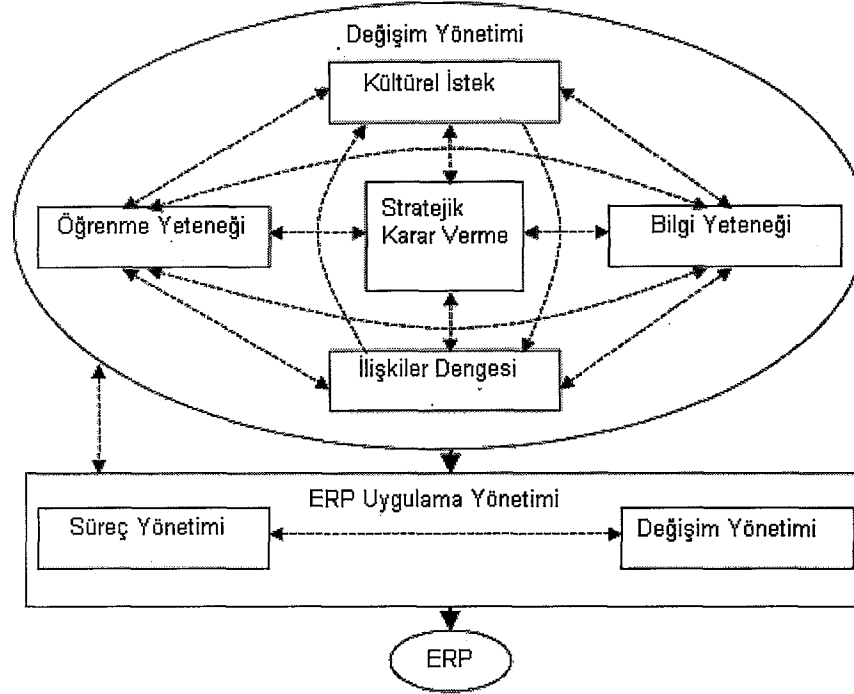 Değişim Yönetimi
Kültürel İstek
Öğrenme Yeteneği
Stratejik
Karar Verme
Bilgi Yeteneği
İlişkiler Dengesi
ERP Uygulama Yönetimi
Süreç Yönetimi
Değişim Yönetimi
ERP